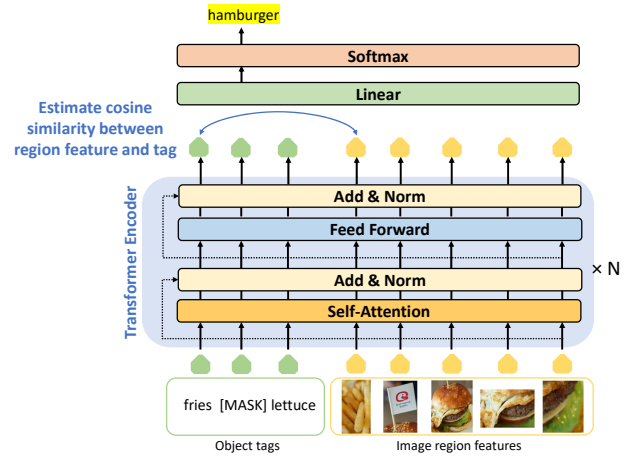 hamburger
Softmax
Linear
Estimate cosine
similarity between
region feature and tag
Transformer Encoder
Add & Norm
Feed Forward
Add & Norm
Self-Attention
× N
fries [MASK] lettuce
Object tags
Image region features